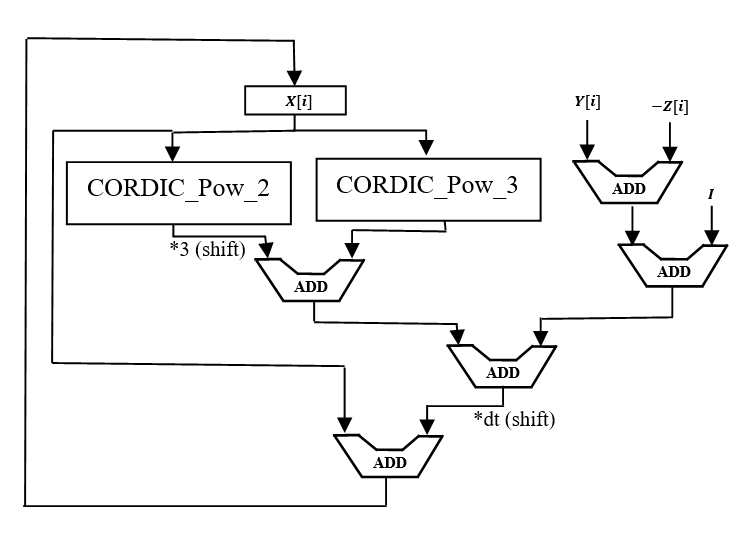 X[i]
Y[i]
−Z[i]
CORDIC_Pow_2
CORDIC_Pow_3
ADD
I
*3 (shift)
ADD
ADD
ADD
*dt (shift)
ADD